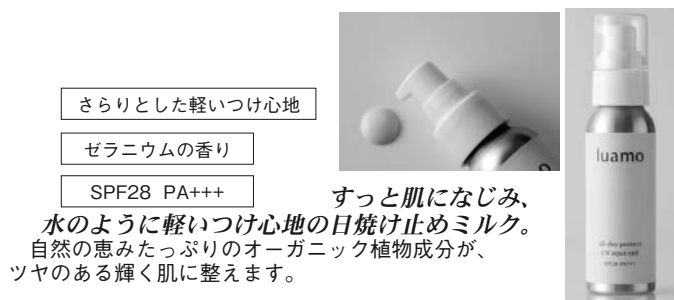 さらりとした軽いつけ心地
ゼラニウムの香り
SPF28 PA+++
すっと肌になじみ、
水のように軽いつけ心地の日焼け止めミルク。
自然の恵みたっぷりのオーガニック植物成分が、
ツヤのある輝く肌に整えます。
luamo
all-day protect
UV aqua veil
SPF28 PA+++